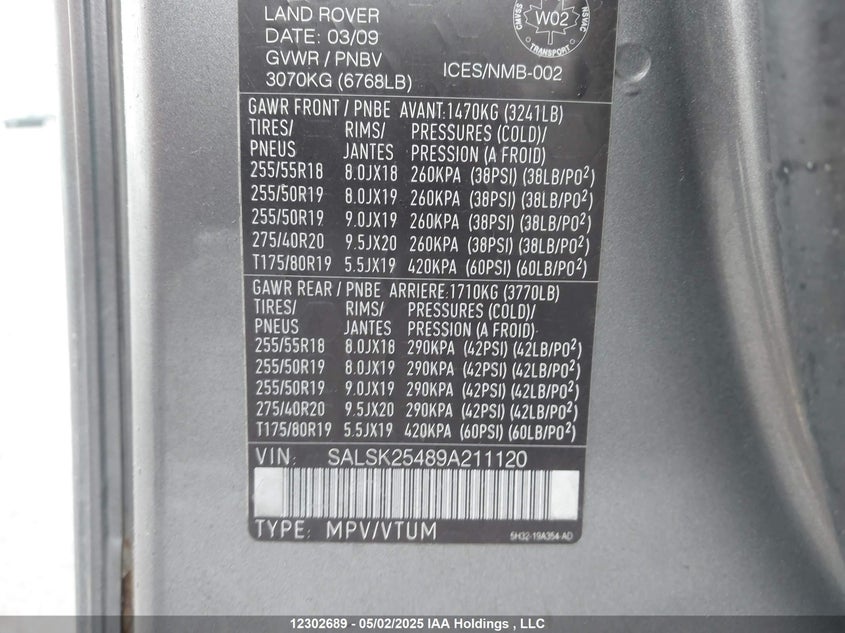 LAND ROVER
DATE: 03/09
GVWR / PNBV
3070KG (6768LB)
CMVSS
NSVAC
W02
TRANSPORT
ICES/NMB-002
GAWR FRONT / PNBE AVANT:1470KG (3241LB)
TIRES/ RIMS/ PRESSURES (COLD)/
PNEUS JANTES PRESSION (A FROID)
255/55R18 8.0JX18 260KPA (38PSI) (38LB/PO²)
255/50R19 8.0JX19 260KPA (38PSI) (38LB/PO²)
255/50R19 9.0JX19 260KPA (38PSI) (38LB/PO²)
275/40R20 9.5JX20 260KPA (38PSI) (38LB/PO²)
T175/80R19 5.5JX19 420KPA (60PSI) (60LB/PO²)
GAWR REAR / PNBE ARRIERE:1710KG (3770LB)
TIRES/ RIMS/ PRESSURES (COLD)/
PNEUS JANTES PRESSION (A FROID)
255/55R18 8.0JX18 290KPA (42PSI) (42LB/PO²)
255/50R19 8.0JX19 290KPA (42PSI) (42LB/PO²)
255/50R19 9.0JX19 290KPA (42PSI) (42LB/PO²)
275/40R20 9.5JX20 290KPA (42PSI) (42LB/PO²)
T175/80R19 5.5JX19 420KPA (60PSI) (60LB/PO²)
VIN: SALSK25489A211120
TYPE: MPV/VTUM
5H32-19A354-AD
12302689 - 05/02/2025 IAA Holdings , LLC